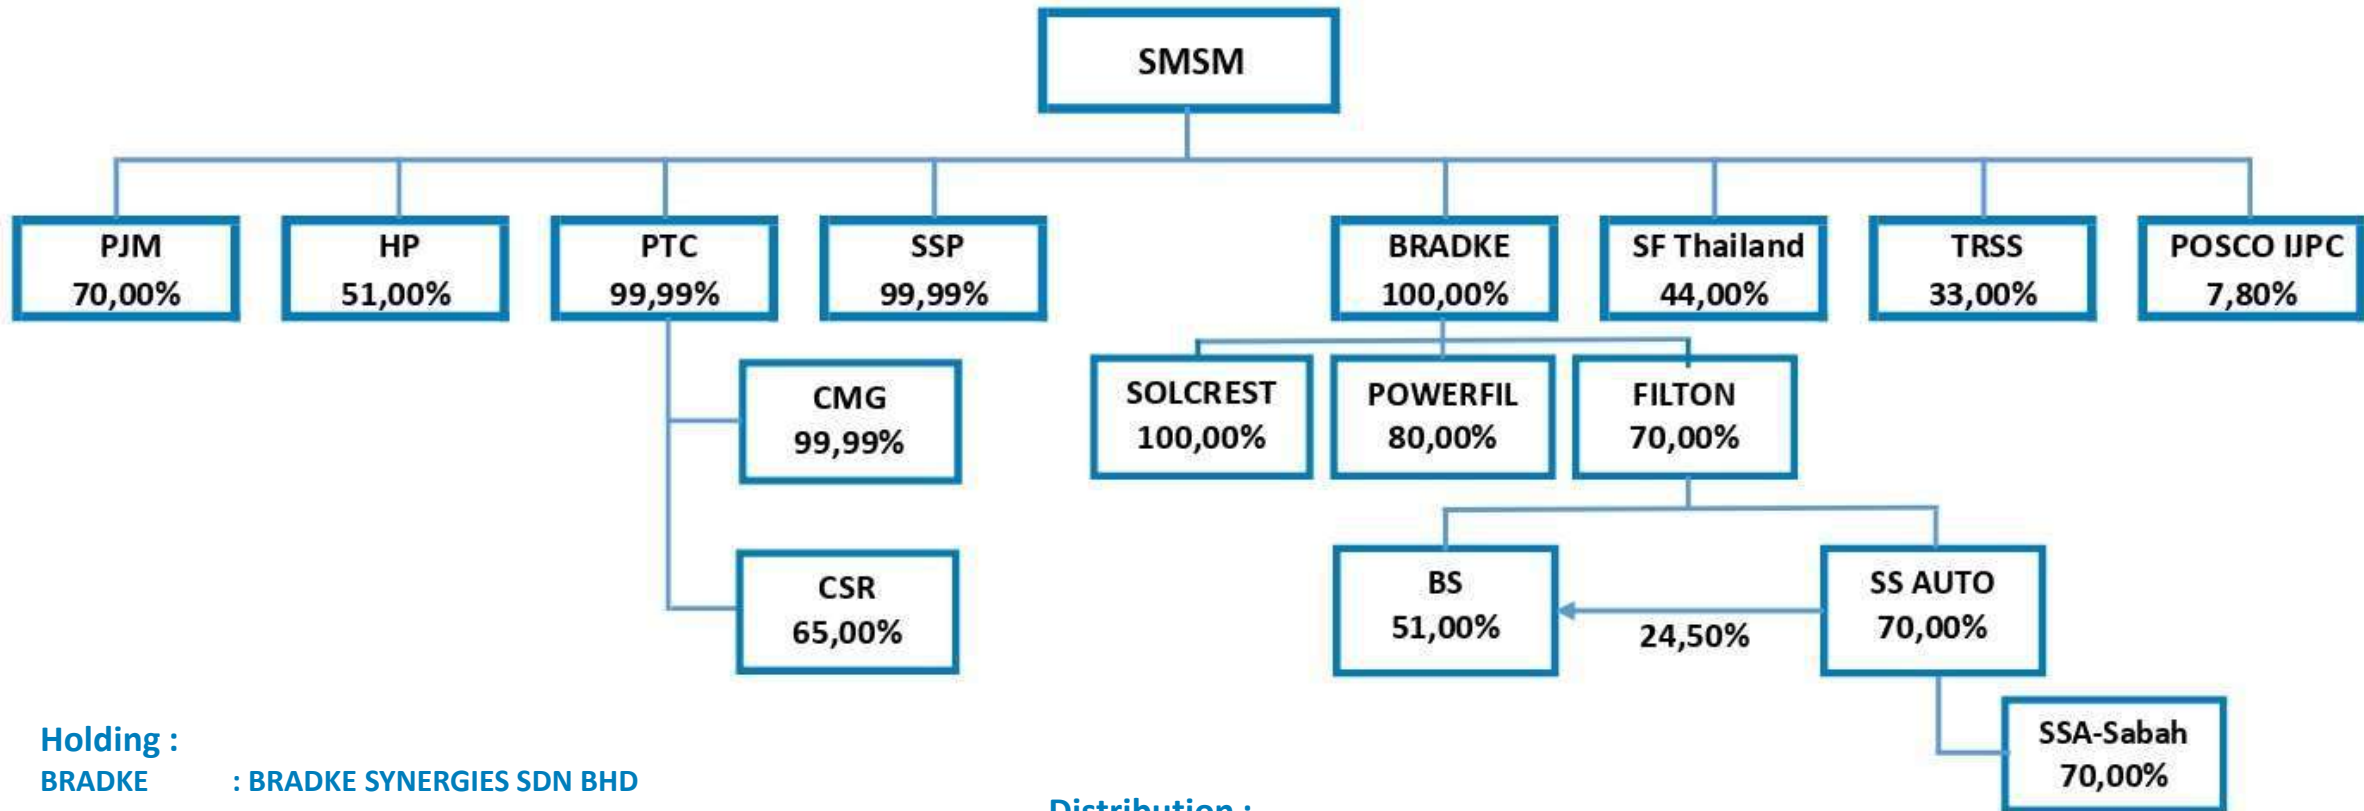 SMSM
PJM
70,00%
HP
51,00%
PTC
99,99%
SSP
99,99%
BRADKE
100,00%
SF Thailand
44,00%
TRSS
33,00%
POSCO IJPC
7,80%
CMG
99,99%
SOLCREST
100,00%
POWERFIL
80,00%
FILTON
70,00%
CSR
65,00%
BS
51,00%
24,50%
SS AUTO
70,00%
SSA-Sabah
70,00%
Holding :
BRADKE : BRADKE SYNERGIES SDN BHD
Distribution :